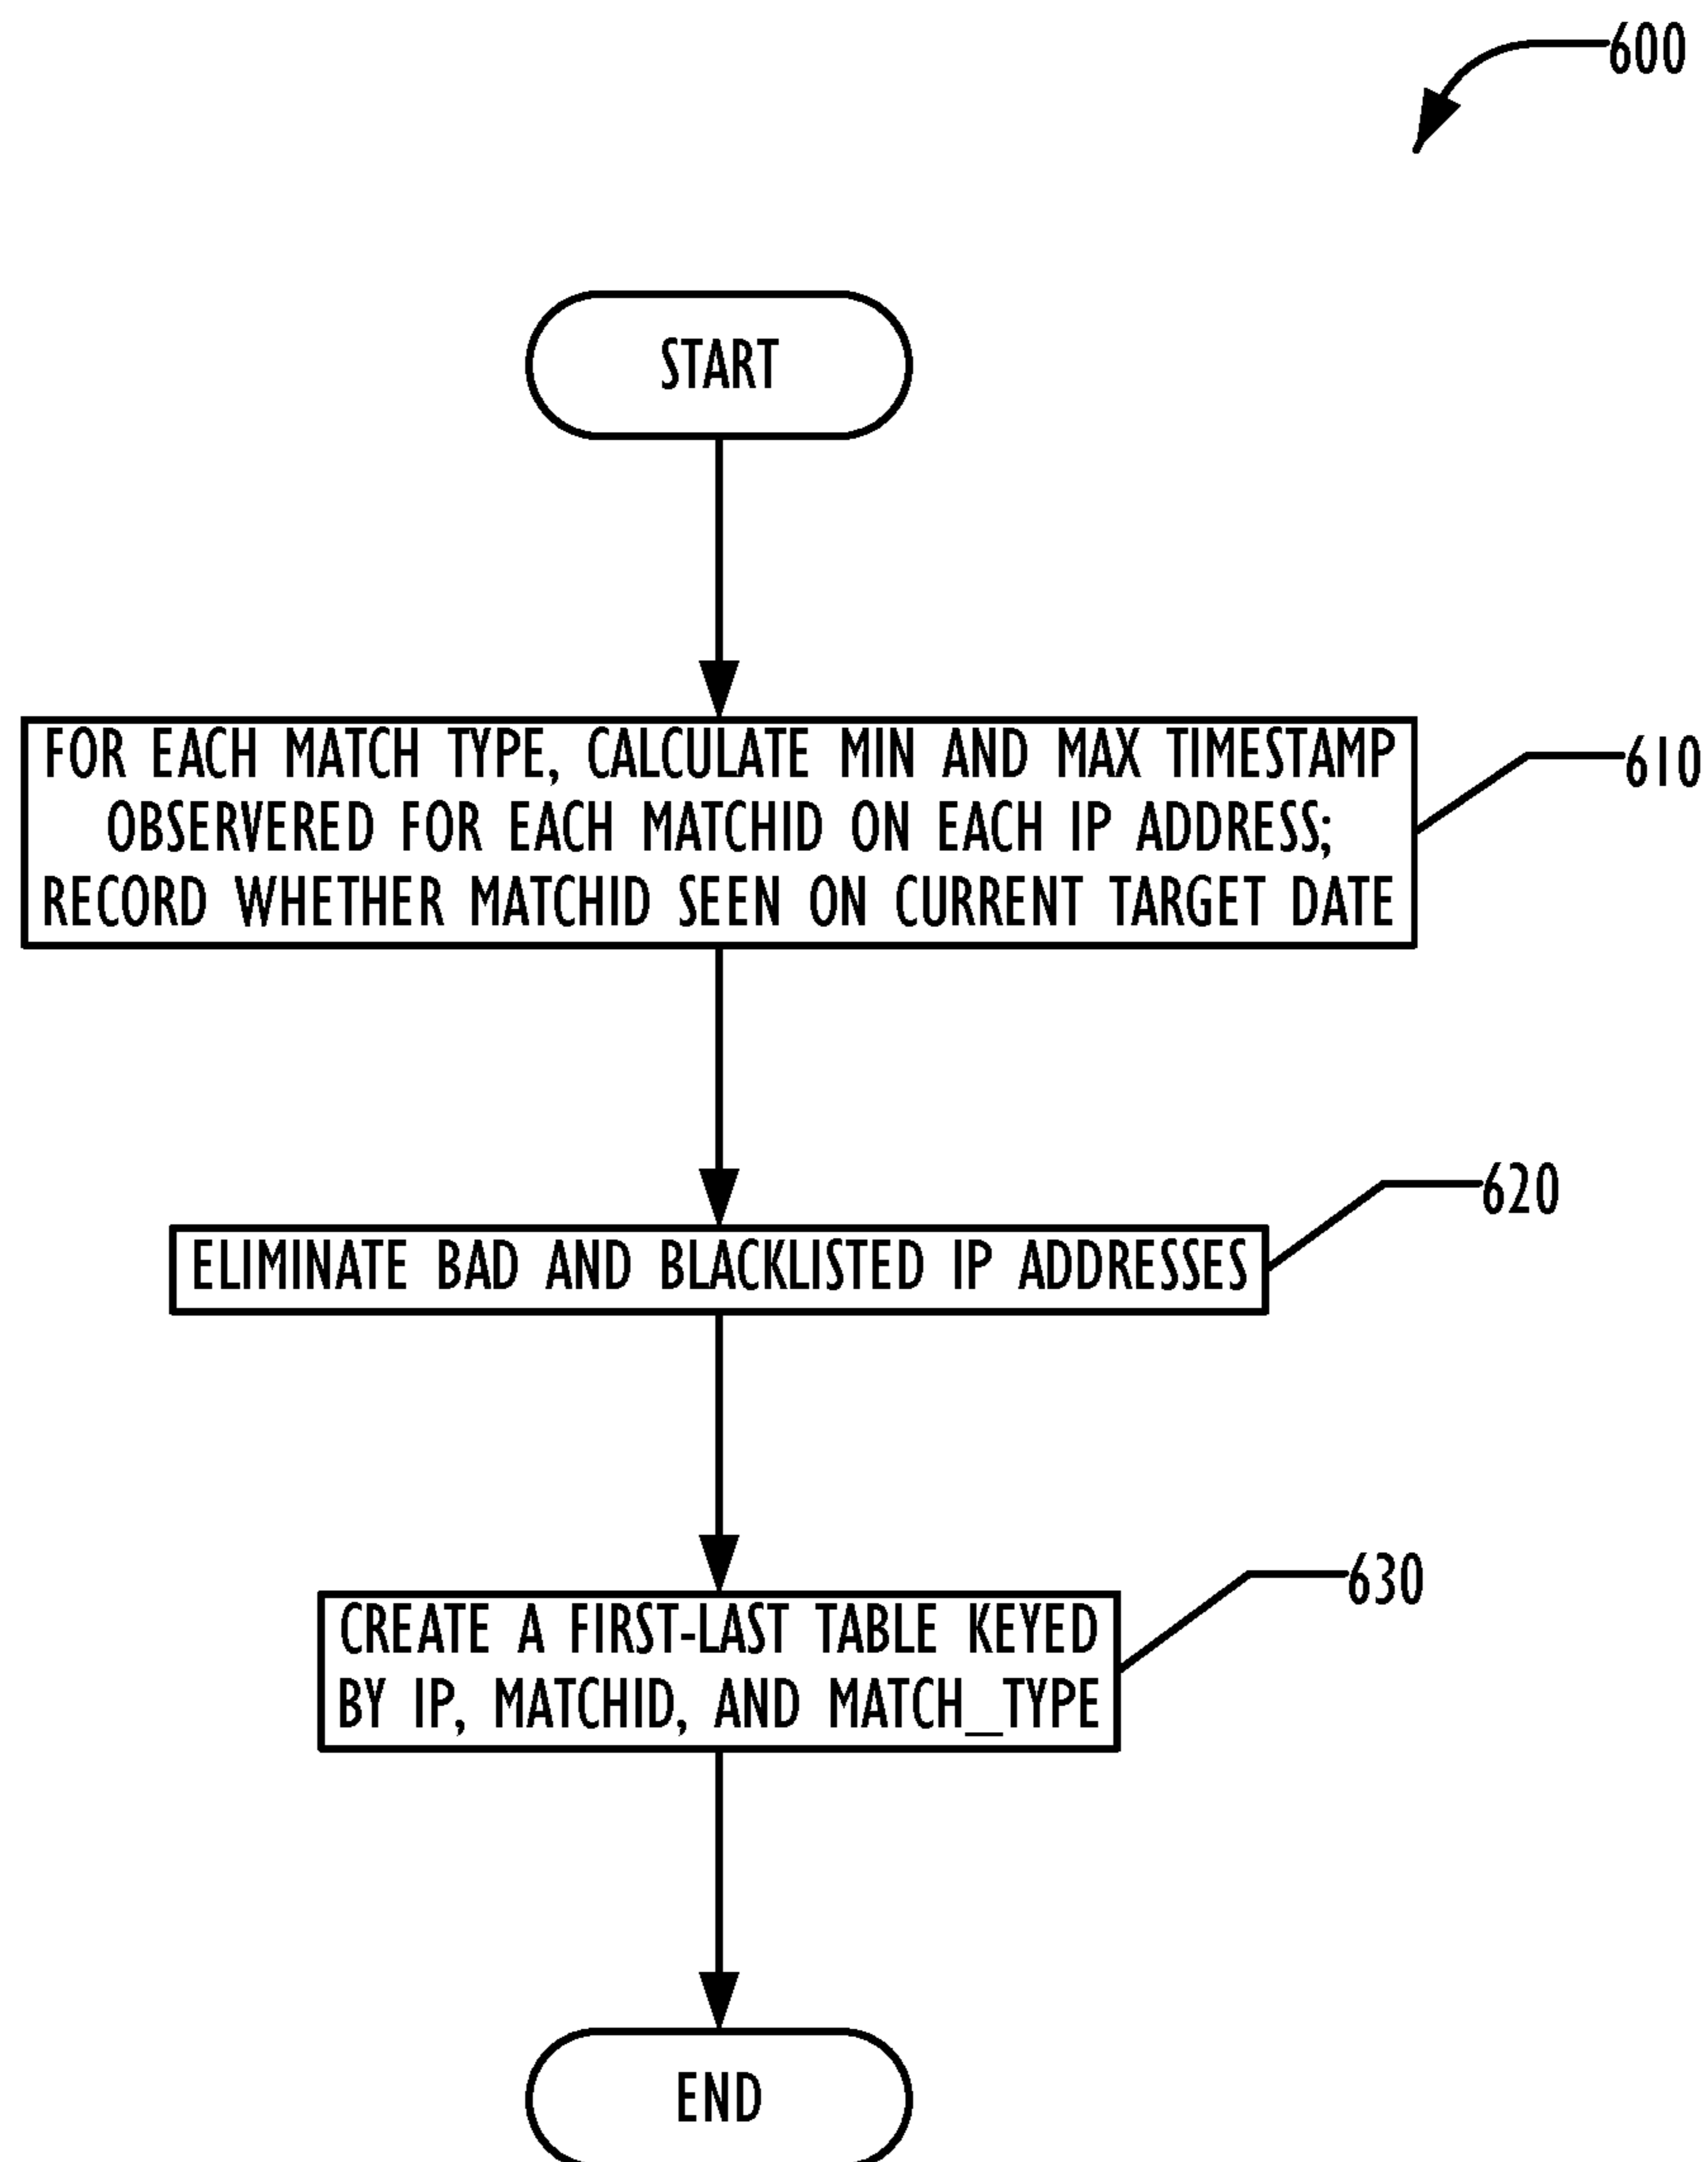 600
START
FOR EACH MATCH TYPE, CALCULATE MIN AND MAX TIMESTAMP
OBSERVED FOR EACH MATCHID ON EACH IP ADDRESS;
RECORD WHETHER MATCHID SEEN ON CURRENT TARGET DATE
610
ELIMINATE BAD AND BLACKLISTED IP ADDRESSES
620
CREATE A FIRST-LAST TABLE KEYED
BY IP, MATCHID, AND MATCH_TYPE
630
END